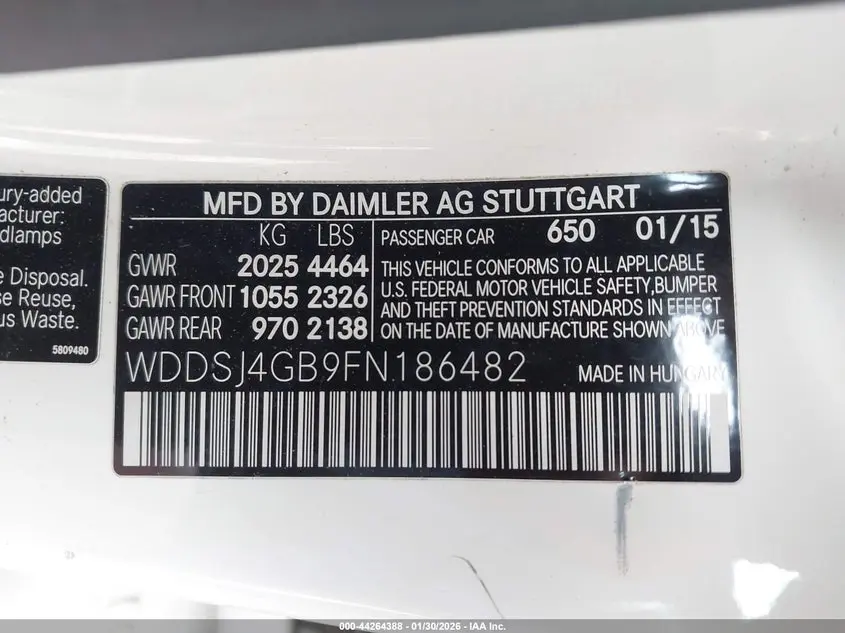 ury-added
acturer:
dlamps
e Disposal.
se Reuse,
us Waste.
5809480
MFD BY DAIMLER AG STUTTGART
KG LBS
GVWR 2025 4464
GAWR FRONT 1055 2326
GAWR REAR 970 2138
PASSENGER CAR 650 01/15
THIS VEHICLE CONFORMS TO ALL APPLICABLE
U.S. FEDERAL MOTOR VEHICLE SAFETY,BUMPER
AND THEFT PREVENTION STANDARDS IN EFFECT
ON THE DATE OF MANUFACTURE SHOWN ABOVE.
WDDSJ4GB9FN186482
MADE IN HUNGARY
000-44264388 - 01/30/2026 - IAA Inc.